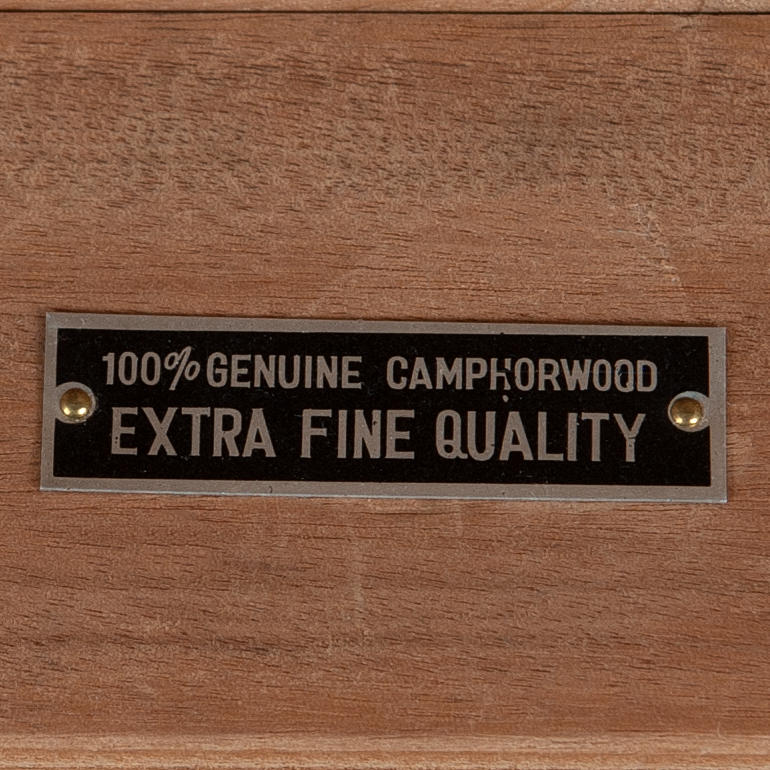 100% GENUINE CAMPHORWOOD
EXTRA FINE QUALITY